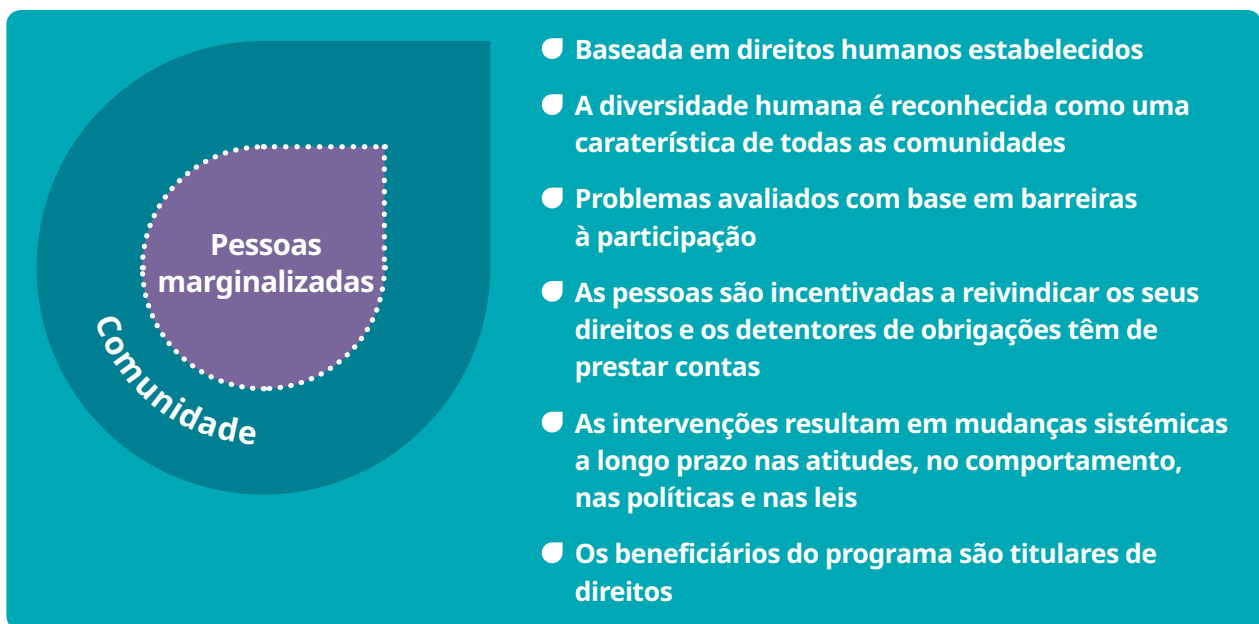 Pessoas
marginalizadas
Comunidade
Baseada em direitos humanos estabelecidos
A diversidade humana é reconhecida como uma
caraterística de todas as comunidades
Problemas avaliados com base em barreiras
à participação
As pessoas são incentivadas a reivindicar os seus
direitos e os detentores de obrigações têm de
prestar contas
As intervenções resultam em mudanças sistémicas
a longo prazo nas atitudes, no comportamento,
nas políticas e nas leis
Os beneficiários do programa são titulares de
direitos